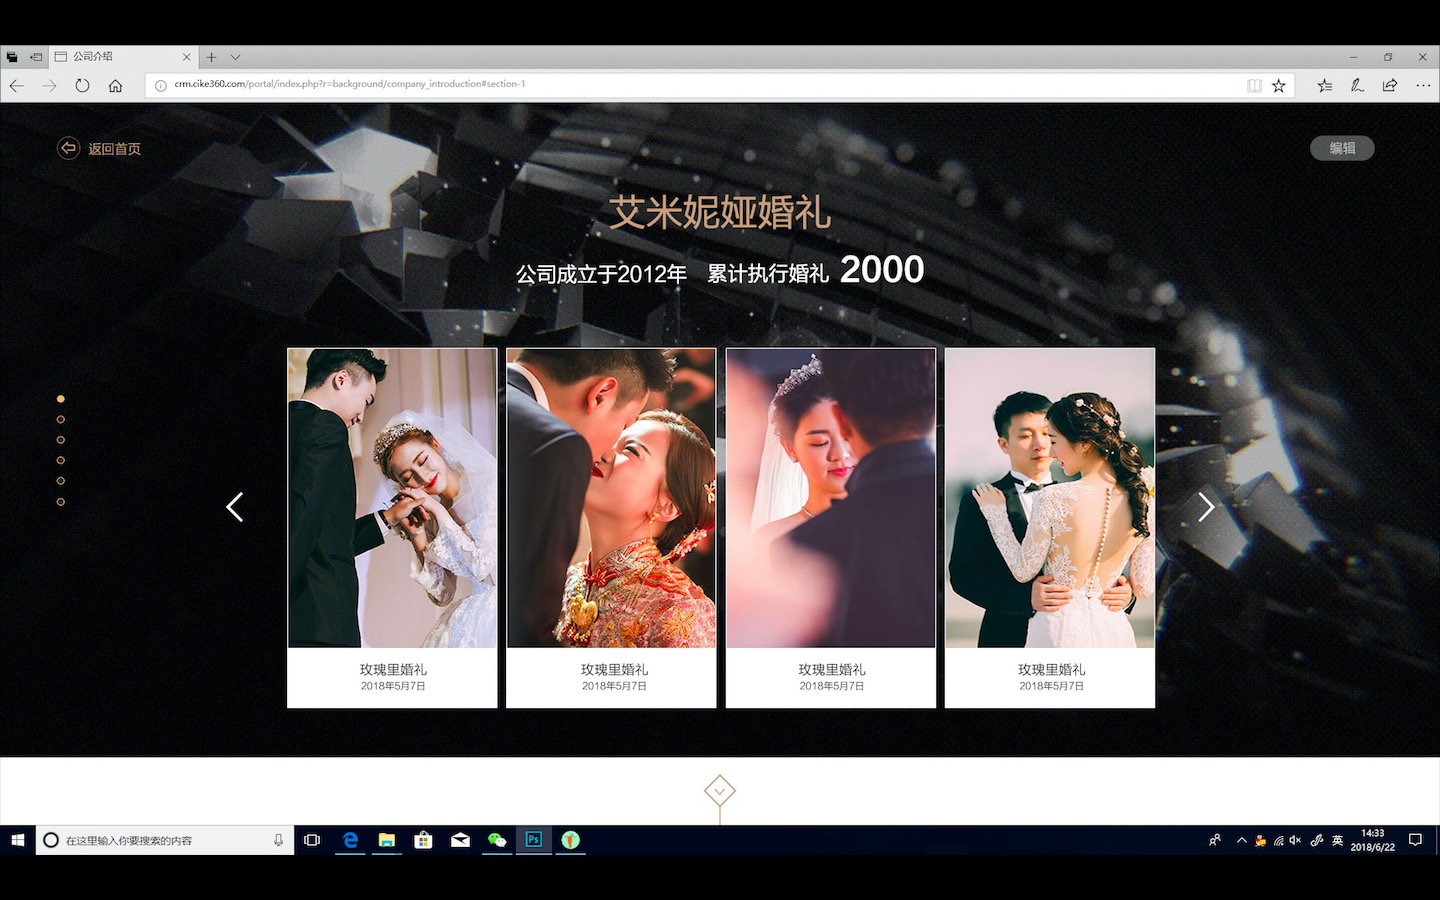 公司介绍
crm.cike360.com/portal/index.php?r=background/company_introduction#section-1
返回首页
编辑
艾米妮娅婚礼
公司成立于2012年 累计执行婚礼 2000
玫瑰里婚礼
2018年5月7日
玫瑰里婚礼
2018年5月7日
玫瑰里婚礼
2018年5月7日
玫瑰里婚礼
2018年5月7日
在这里输入你要搜索的内容
Ps
英
14:33
2018/6/22